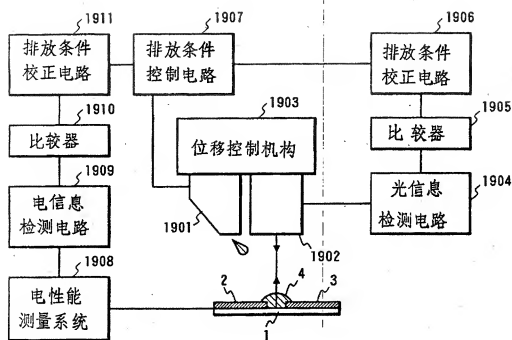 1911
排放条件
校正电路
1907
排放条件
控制电路
1906
排放条件
校正电路
1910
比较器
1903
位移控制机构
1905
比较器
1909
电信息
检测电路
1904
光信息
检测电路
1901
1902
1908
电性能
测量系统
2
4
3
1